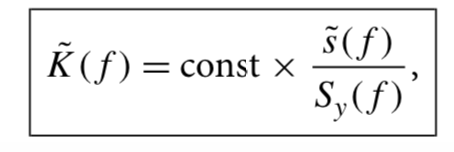 K̃(f) = const × s̃(f) / S_y(f) ,